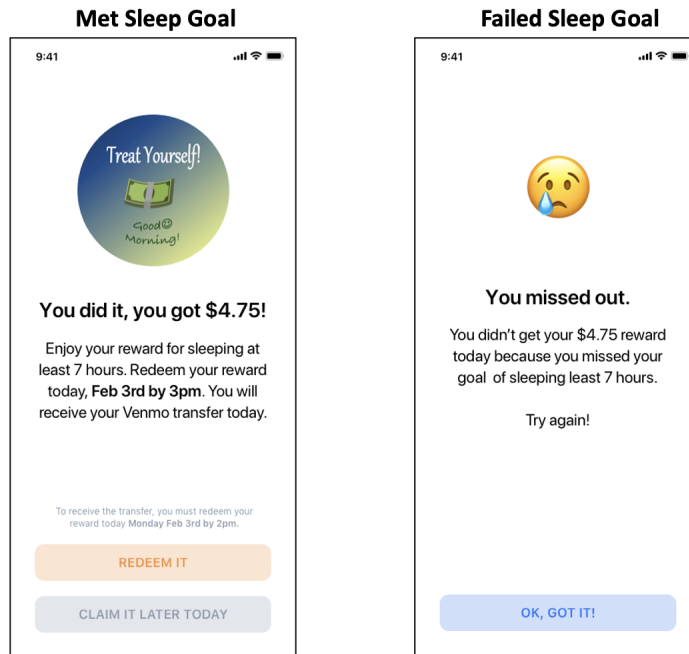 Met Sleep Goal
9:41
Treat Yourself!
Good☺
Morning!
You did it, you got $4.75!
Enjoy your reward for sleeping at
least 7 hours. Redeem your reward
today, Feb 3rd by 3pm. You will
receive your Venmo transfer today.
To receive the transfer, you must redeem your
reward today Monday Feb 3rd by 2pm.
REDEEM IT
CLAIM IT LATER TODAY
Failed Sleep Goal
9:41
You missed out.
You didn’t get your $4.75 reward
today because you missed your
goal of sleeping least 7 hours.
Try again!
OK, GOT IT!